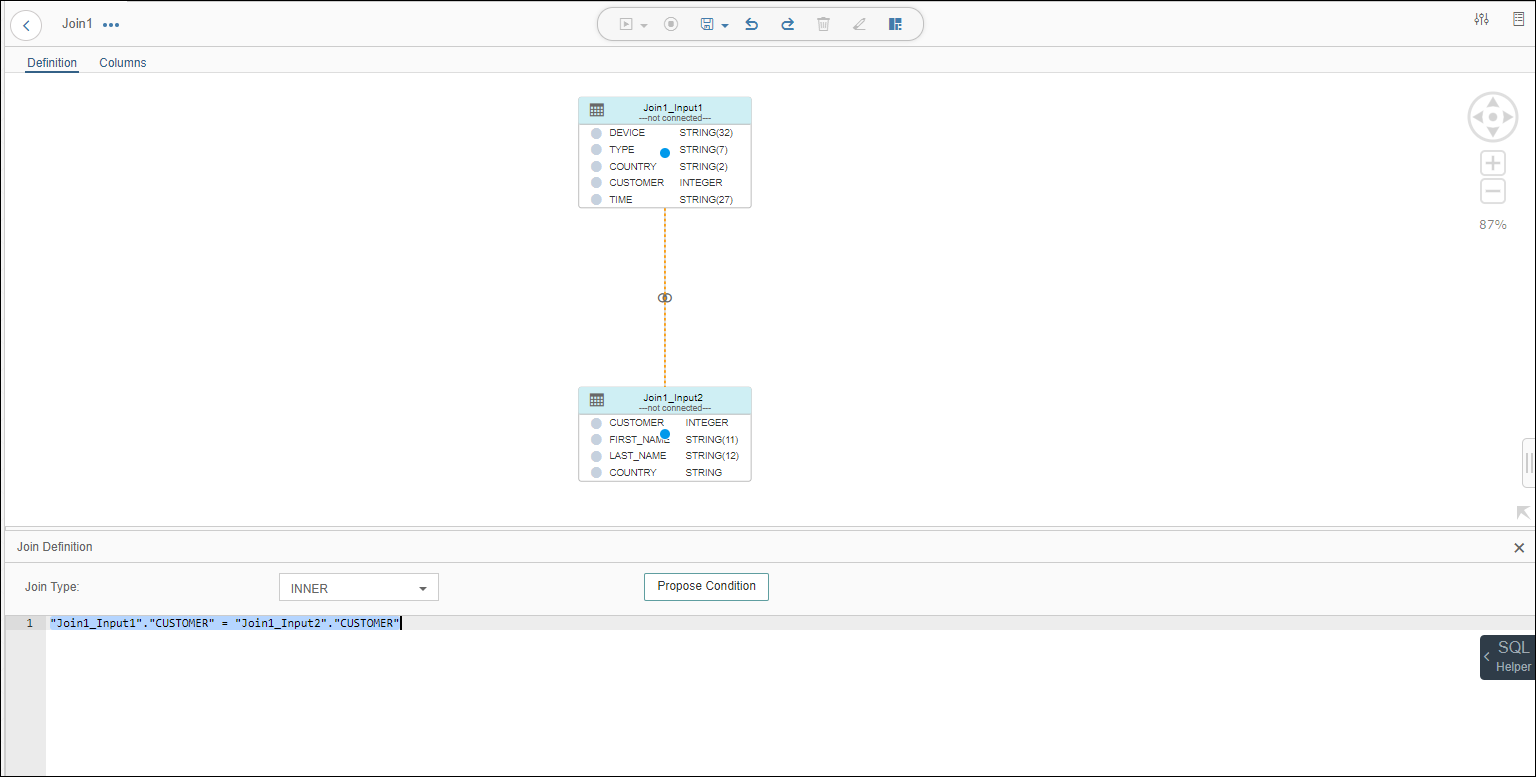 Join1
Definition Columns
Join1_Input1
---not connected---
DEVICE STRING(32)
TYPE STRING(7)
COUNTRY STRING(2)
CUSTOMER INTEGER
TIME STRING(27)
87%
Join1_Input2
---not connected---
CUSTOMER INTEGER
FIRST_NAME STRING(11)
LAST_NAME STRING(12)
COUNTRY STRING
Join Definition
Join Type: INNER Propose Condition
1 "Join1_Input1"."CUSTOMER" = "Join1_Input2"."CUSTOMER"
SQL
Helper